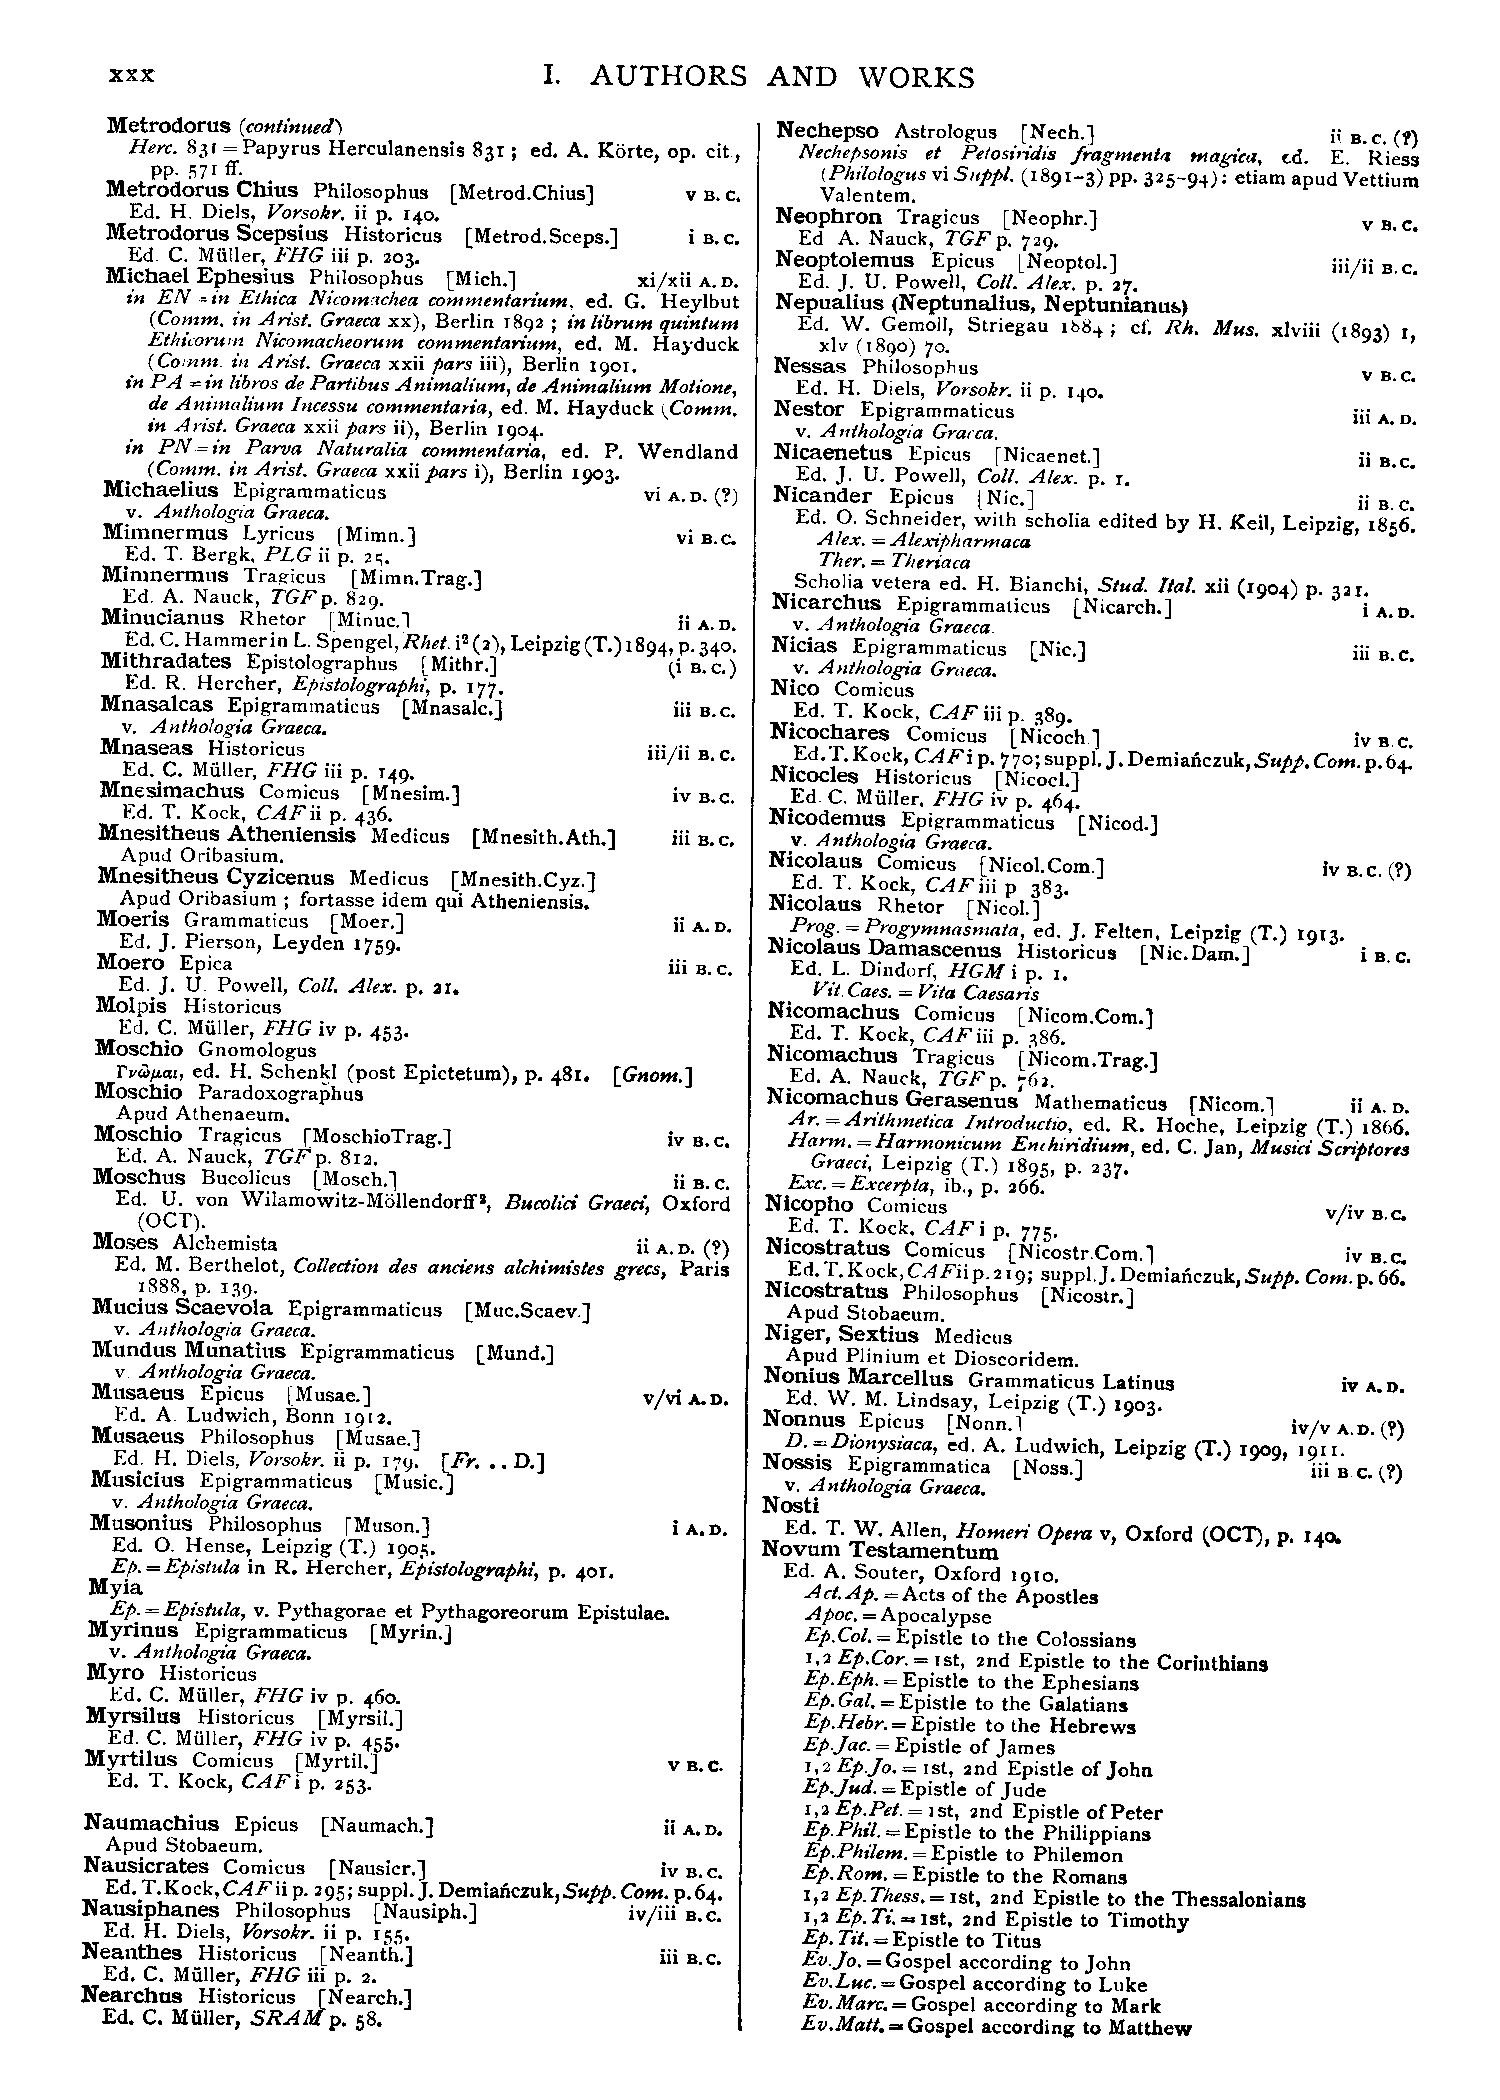 xxx
I. AUTHORS AND WORKS
Metrodorus (continued)
Herc. 831 = Papyrus Herculanensis 831 ; ed. A. Körte, op. cit.,
pp. 571 ff.
Metrodorus Chius Philosophus [Metrod.Chius] v B.C.
Ed. H. Diels, Vorsokr. ii p. 140.
Metrodorus Scepsius Historicus [Metrod.Sceps.] i B.C.
Ed. C. Müller, FHG iii p. 203.
Michael Ephesius Philosophus [Mich.] xi/xii A.D.
in EN = in Ethica Nicomachea commentarium, ed. G. Heylbut
(Comm. in Arist. Graeca xx), Berlin 1892 ; in librum quintum
Ethicorum Nicomacheorum commentarium, ed. M. Hayduck
(Comm. in Arist. Graeca xxii pars iii), Berlin 1901.
in PA = in libros de Partibus Animalium, de Animalium Motione,
de Animalium Incessu commentaria, ed. M. Hayduck (Comm.
in Arist. Graeca xxii pars ii), Berlin 1904.
in PN = in Parva Naturalia commentaria, ed. P. Wendland
(Comm. in Arist. Graeca xxii pars i), Berlin 1903.
Michaelius Epigrammaticus vi A.D. (?)
v. Anthologia Graeca.
Mimnermus Lyricus [Mimn.] vi B.C.
Ed. T. Bergk, PLG ii p. 25.
Mimnermus Tragicus [Mimn.Trag.]
Ed. A. Nauck, TGF p. 829.
Minucianus Rhetor [Minuc.] ii A.D.
Ed. C. Hammer in L. Spengel, Rhet. i² (2), Leipzig (T.) 1894, p. 340.
Mithradates Epistolographus [Mithr.] (i B.C.)
Ed. R. Hercher, Epistolographi, p. 177.
Mnasalcas Epigrammaticus [Mnasalc.] iii B.C.
v. Anthologia Graeca.
Mnaseas Historicus iii/ii B.C.
Ed. C. Müller, FHG iii p. 149.
Mnesimachus Comicus [Mnesim.] iv B.C.
Ed. T. Kock, CAF ii p. 436.
Mnesitheus Atheniensis Medicus [Mnesith.Ath.] iii B.C.
Apud Oribasium.
Mnesitheus Cyzicenus Medicus [Mnesith.Cyz.]
Apud Oribasium ; fortasse idem qui Atheniensis.
Moeris Grammaticus [Moer.] ii A.D.
Ed. J. Pierson, Leyden 1759.
Moero Epica iii B.C.
Ed. J. U. Powell, Coll. Alex. p. 21.
Molpis Historicus
Ed. C. Müller, FHG iv p. 453.
Moschio Gnomologus
Γνῶμαι, ed. H. Schenkl (post Epictetum), p. 481. [Gnom.]
Moschio Paradoxographus
Apud Athenaeum.
Moschio Tragicus [MoschioTrag.] iv B.C.
Ed. A. Nauck, TGF p. 812.
Moschus Bucolicus [Mosch.] ii B.C.
Ed. U. von Wilamowitz-Möllendorff², Bucolici Graeci, Oxford
(OCT).
Moses Alchemista ii A.D. (?)
Ed. M. Berthelot, Collection des anciens alchimistes grecs, Paris
1888, p. 139.
Mucius Scaevola Epigrammaticus [Muc.Scaev.]
v. Anthologia Graeca.
Mundus Munatius Epigrammaticus [Mund.]
v. Anthologia Graeca.
Musaeus Epicus [Musae.] v/vi A.D.
Ed. A. Ludwich, Bonn 1912.
Musaeus Philosophus [Musae.]
Ed. H. Diels, Vorsokr. ii p. 179. [Fr. .. D.]
Musicius Epigrammaticus [Music.]
v. Anthologia Graeca.
Musonius Philosophus [Muson.] i A.D.
Ed. O. Hense, Leipzig (T.) 1905.
Ep. = Epistula in R. Hercher, Epistolographi, p. 401.
Myia
Ep. = Epistula, v. Pythagorae et Pythagoreorum Epistulae.
Myrinus Epigrammaticus [Myrin.]
v. Anthologia Graeca.
Myro Historicus
Ed. C. Müller, FHG iv p. 460.
Myrsilus Historicus [Myrsil.]
Ed. C. Müller, FHG iv p. 455.
Myrtilus Comicus [Myrtil.] v B.C.
Ed. T. Kock, CAF i p. 253.
Naumachius Epicus [Naumach.] ii A.D.
Apud Stobaeum.
Nausicrates Comicus [Nausicr.] iv B.C.
Ed. T. Kock, CAF ii p. 295; suppl. J. Demiańczuk, Supp. Com. p. 64.
Nausiphanes Philosophus [Nausiph.] iv/iii B.C.
Ed. H. Diels, Vorsokr. ii p. 155.
Neanthes Historicus [Neanth.] iii B.C.
Ed. C. Müller, FHG iii p. 2.
Nearchus Historicus [Nearch.]
Ed. C. Müller, SRAM p. 58.
Nechepso Astrologus [Nech.] ii B.C. (?)
Nechepsonis et Petosiridis fragmenta magica, ed. E. Riess
(Philologus vi Suppl. (1891-3) pp. 325-94): etiam apud Vettium
Valentem.
Neophron Tragicus [Neophr.] v B.C.
Ed A. Nauck, TGF p. 729.
Neoptolemus Epicus [Neoptol.] iii/ii B.C.
Ed. J. U. Powell, Coll. Alex. p. 27.
Nepualius (Neptunalius, Neptunianus)
Ed. W. Gemoll, Striegau 1884 ; cf. Rh. Mus. xlviii (1893) 1,
xlv (1890) 70.
Nessas Philosophus v B.C.
Ed. H. Diels, Vorsokr. ii p. 140.
Nestor Epigrammaticus iii A.D.
v. Anthologia Graeca.
Nicaenetus Epicus [Nicaenet.] ii B.C.
Ed. J. U. Powell, Coll. Alex. p. 1.
Nicander Epicus [Nic.] ii B.C.
Ed. O. Schneider, with scholia edited by H. Keil, Leipzig, 1856.
Alex. = Alexipharmaca
Ther. = Theriaca
Scholia vetera ed. H. Bianchi, Stud. Ital. xii (1904) p. 321.
Nicarchus Epigrammaticus [Nicarch.] i A.D.
v. Anthologia Graeca.
Nicias Epigrammaticus [Nic.] iii B.C.
v. Anthologia Graeca.
Nico Comicus
Ed. T. Kock, CAF iii p. 389.
Nicochares Comicus [Nicoch.] iv B.C.
Ed. T. Kock, CAF i p. 770; suppl. J. Demiańczuk, Supp. Com. p. 64.
Nicocles Historicus [Nicocl.]
Ed. C. Müller, FHG iv p. 464.
Nicodemus Epigrammaticus [Nicod.]
v. Anthologia Graeca.
Nicolaus Comicus [Nicol.Com.] iv B.C. (?)
Ed. T. Kock, CAF iii p 383.
Nicolaus Rhetor [Nicol.]
Prog. = Progymnasmata, ed. J. Felten, Leipzig (T.) 1913.
Nicolaus Damascenus Historicus [Nic.Dam.] i B.C.
Ed. L. Dindorf, HGM i p. 1.
Vit.Caes. = Vita Caesaris
Nicomachus Comicus [Nicom.Com.]
Ed. T. Kock, CAF iii p. 386.
Nicomachus Tragicus [Nicom.Trag.]
Ed. A. Nauck, TGF p. 762.
Nicomachus Gerasenus Mathematicus [Nicom.] ii A.D.
Ar. = Arithmetica Introductio, ed. R. Hoche, Leipzig (T.) 1866.
Harm. = Harmonicum Enchiridium, ed. C. Jan, Musici Scriptores
Graeci, Leipzig (T.) 1895, p. 237.
Exc. = Excerpta, ib., p. 266.
Nicopho Comicus v/iv B.C.
Ed. T. Kock, CAF i p. 775.
Nicostratus Comicus [Nicostr.Com.] iv B.C.
Ed. T. Kock, CAF ii p. 219; suppl. J. Demiańczuk, Supp. Com. p. 66.
Nicostratus Philosophus [Nicostr.]
Apud Stobaeum.
Niger, Sextius Medicus
Apud Plinium et Dioscoridem.
Nonius Marcellus Grammaticus Latinus iv A.D.
Ed. W. M. Lindsay, Leipzig (T.) 1903.
Nonnus Epicus [Nonn.] iv/v A.D. (?)
D. = Dionysiaca, ed. A. Ludwich, Leipzig (T.) 1909, 1911.
Nossis Epigrammatica [Noss.] iii B.C. (?)
v. Anthologia Graeca.
Nosti
Ed. T. W. Allen, Homeri Opera v, Oxford (OCT), p. 140.
Novum Testamentum
Ed. A. Souter, Oxford 1910.
Act.Ap. = Acts of the Apostles
Apoc. = Apocalypse
Ep.Col. = Epistle to the Colossians
1,2 Ep.Cor. = 1st, 2nd Epistle to the Corinthians
Ep.Eph. = Epistle to the Ephesians
Ep.Gal. = Epistle to the Galatians
Ep.Hebr. = Epistle to the Hebrews
Ep.Jac. = Epistle of James
1,2 Ep.Jo. = 1st, 2nd Epistle of John
Ep.Jud. = Epistle of Jude
1,2 Ep.Pet. = 1st, 2nd Epistle of Peter
Ep.Phil. = Epistle to the Philippians
Ep.Philem. = Epistle to Philemon
Ep.Rom. = Epistle to the Romans
1,2 Ep.Thess. = 1st, 2nd Epistle to the Thessalonians
1,2 Ep.Ti. = 1st, 2nd Epistle to Timothy
Ep.Tit. = Epistle to Titus
Ev.Jo. = Gospel according to John
Ev.Luc. = Gospel according to Luke
Ev.Marc. = Gospel according to Mark
Ev.Matt. = Gospel according to Matthew